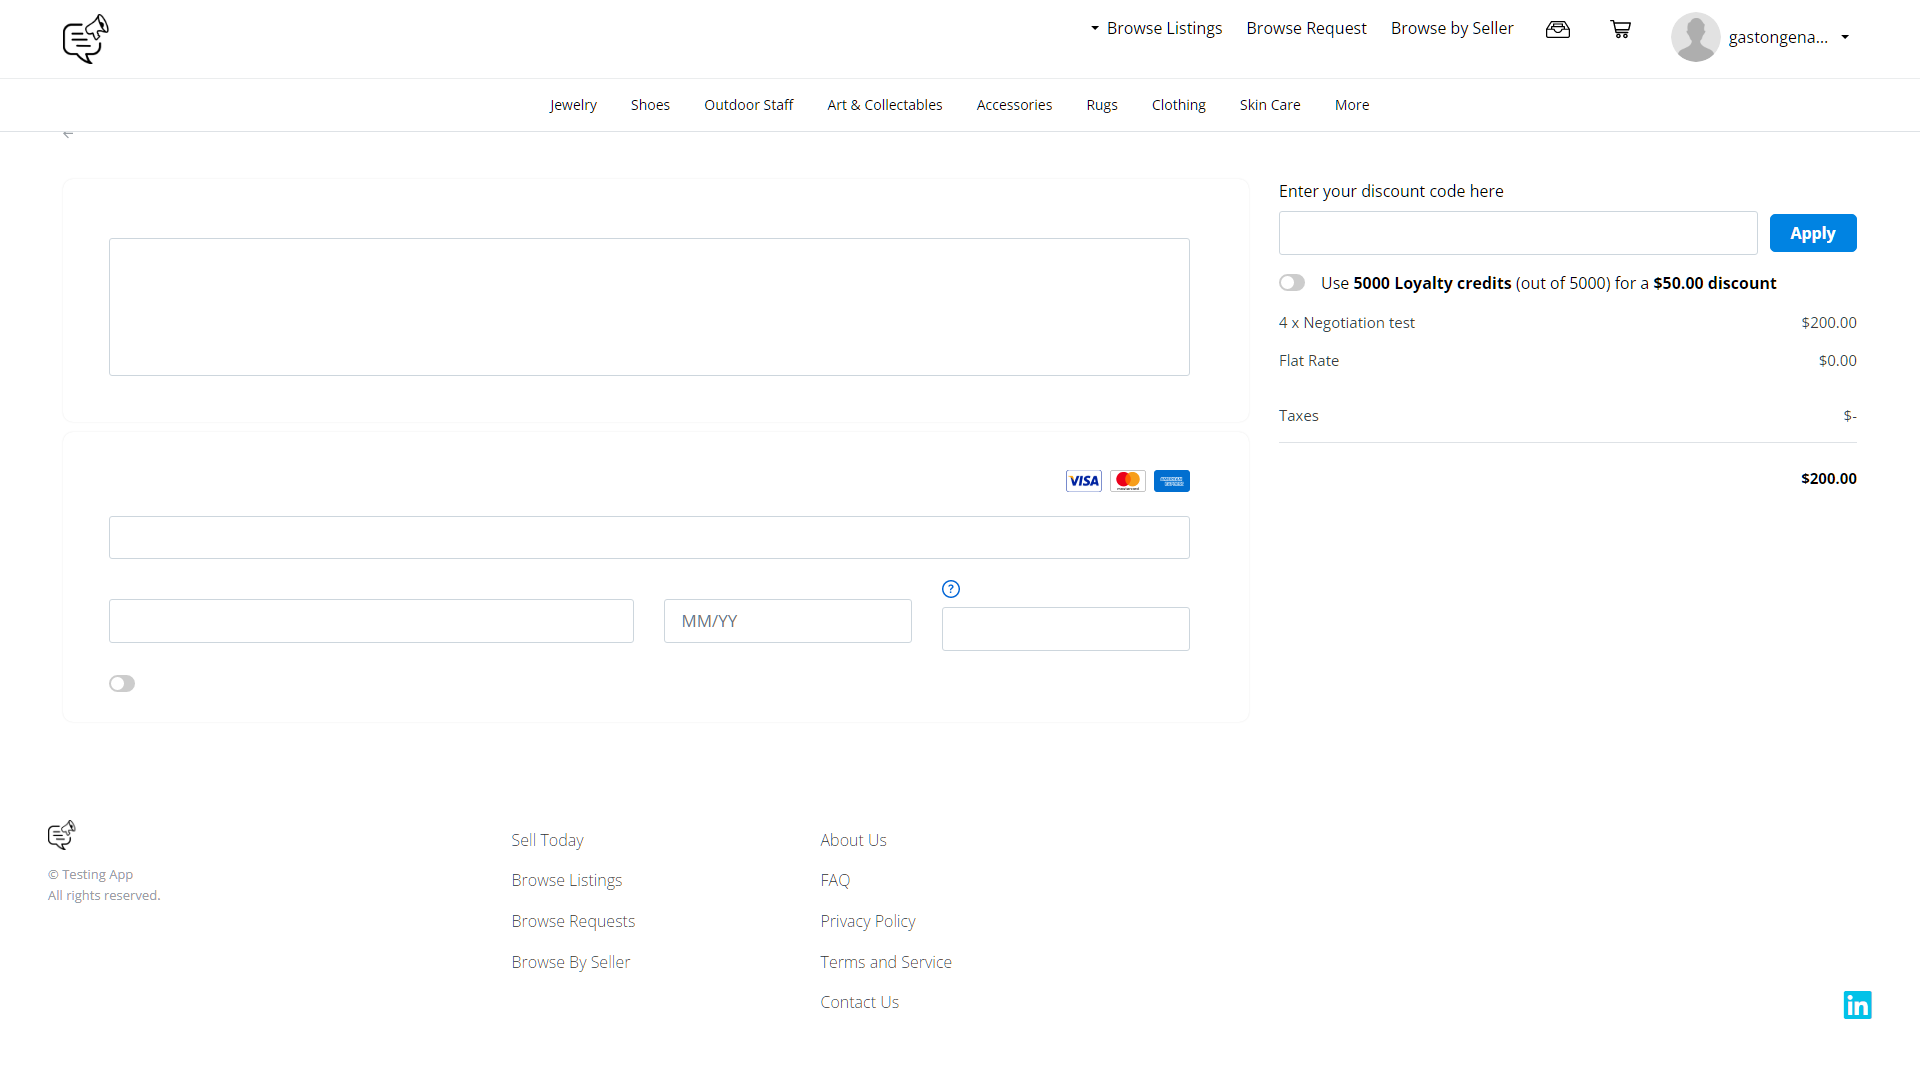 Browse Listings
Browse Request
Browse by Seller
gastongena...
Jewelry
Shoes
Outdoor Staff
Art & Collectables
Accessories
Rugs
Clothing
Skin Care
More
Enter your discount code here
Apply
Use 5000 Loyalty credits (out of 5000) for a $50.00 discount
4 x Negotiation test $200.00
Flat Rate $0.00
Taxes $-
$200.00
VISA
MM/YY
?
Sell Today
Browse Listings
Browse Requests
Browse By Seller
About Us
FAQ
Privacy Policy
Terms and Service
Contact Us
© Testing App
All rights reserved.
in